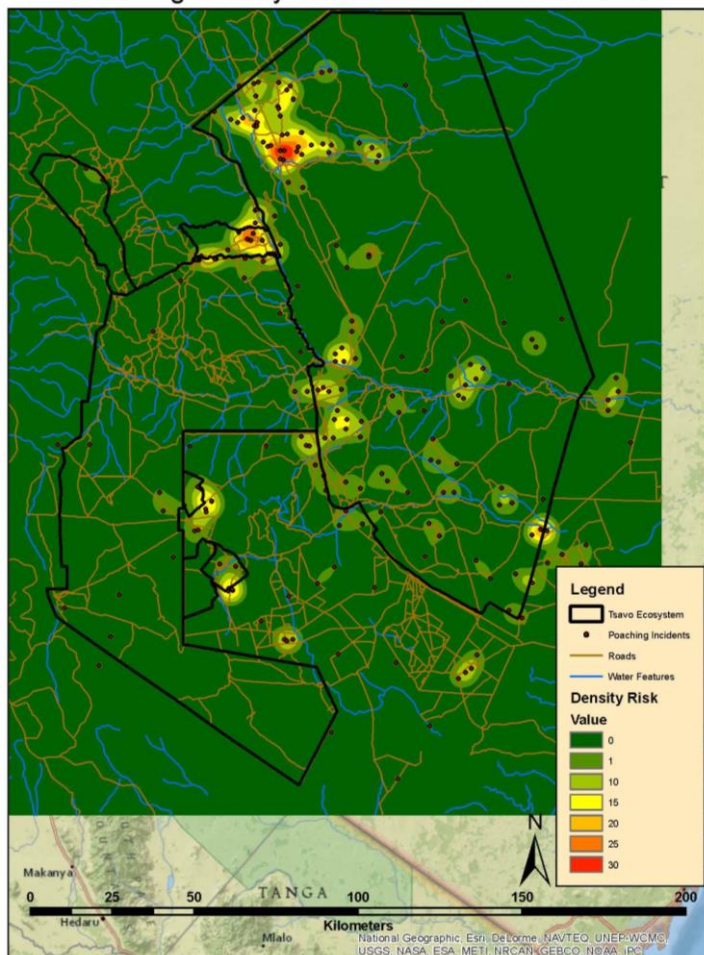 Legend
Tsavo Ecosystem
Poaching Incidents
Roads
Water Features
Density Risk
Value
0
1
10
15
20
25
30
N
Makanya
TANGA
0 25 50 100 150 200
Kilometers
Hedaru
Mlalo
National Geographic, Esri, DeLorme, NAVTEQ, UNEP-WCMC,
USGS, NASA, ESA, METI, NRCAN, GEBCO, NOAA, iPC